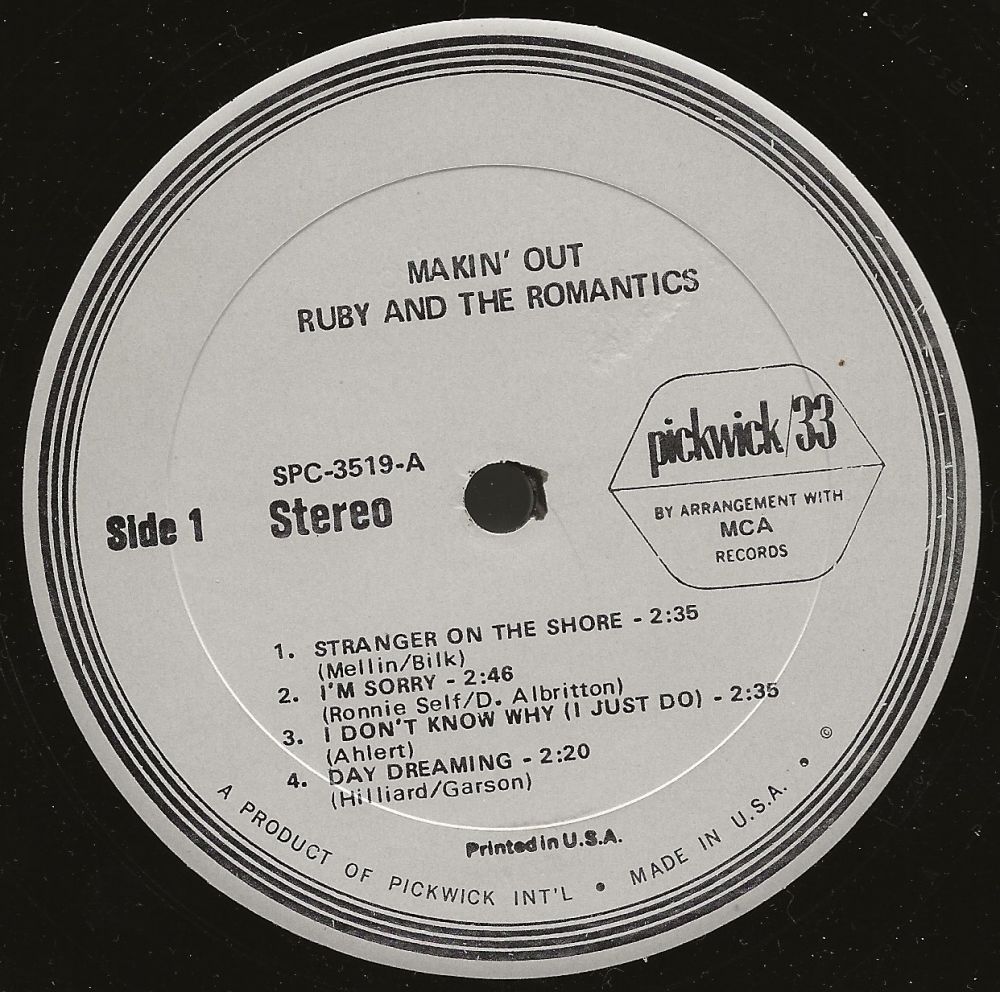 MAKIN' OUT
RUBY AND THE ROMANTICS
pickwick/33
BY ARRANGEMENT WITH
MCA
RECORDS
SPC-3519-A
Side 1
Stereo
1. STRANGER ON THE SHORE - 2:35
(Mellin/Bilk)
2. I'M SORRY - 2:46
(Ronnie Self/D. Albritton)
3. I DON'T KNOW WHY (I JUST DO) - 2:35
(Ahlert)
4. DAY DREAMING - 2:20
(Hilliard/Garson)
Printed in U.S.A.
A PRODUCT OF PICKWICK INT'L • MADE IN U.S.A. • ©